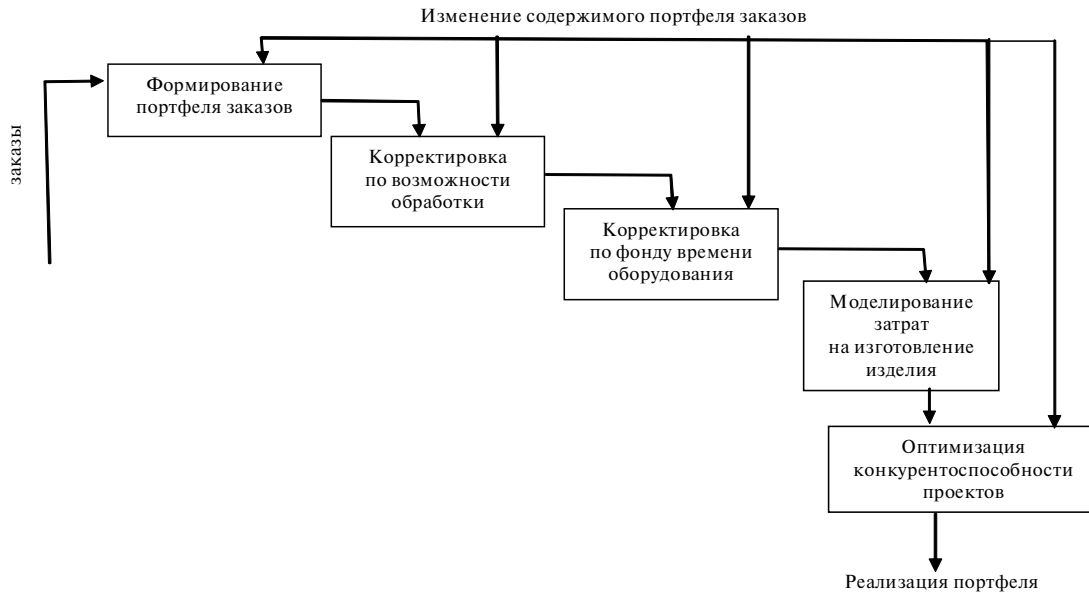 Изменение содержимого портфеля заказов
Формирование
портфеля заказов
заказы
Корректировка
по возможности
обработки
Корректировка
по фонду времени
оборудования
Моделирование
затрат
на изготовление
изделия
Оптимизация
конкурентоспособности
проектов
Реализация портфеля